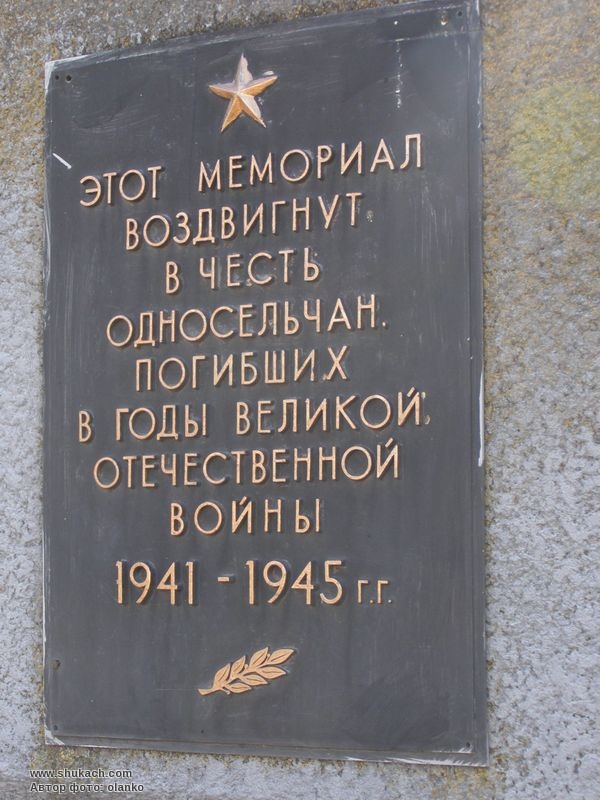 ЭТОТ МЕМОРИАЛ
ВОЗДВИГНУТ
В ЧЕСТЬ
ОДНОСЕЛЬЧАН.
ПОГИБШИХ
В ГОДЫ ВЕЛИКОЙ
ОТЕЧЕСТВЕННОЙ
ВОЙНЫ
1941 - 1945 г.г.
www.shukach.com
Автор фото: olanko